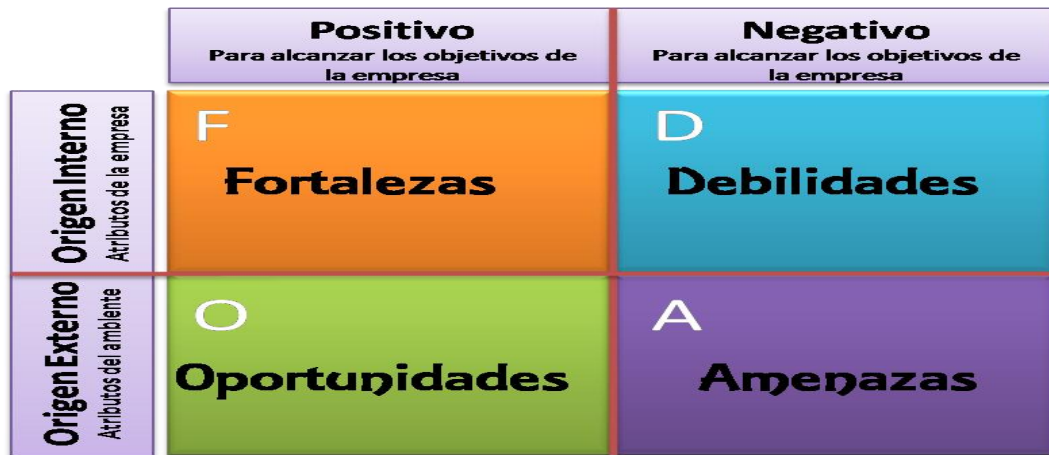 Positivo
Para alcanzar los objetivos de
la empresa
Negativo
Para alcanzar los objetivos de
la empresa
Origen Interno
Atributos de la empresa
F
Fortalezas
D
Debilidades
Origen Externo
Atributos del ambiente
O
Oportunidades
A
Amenazas